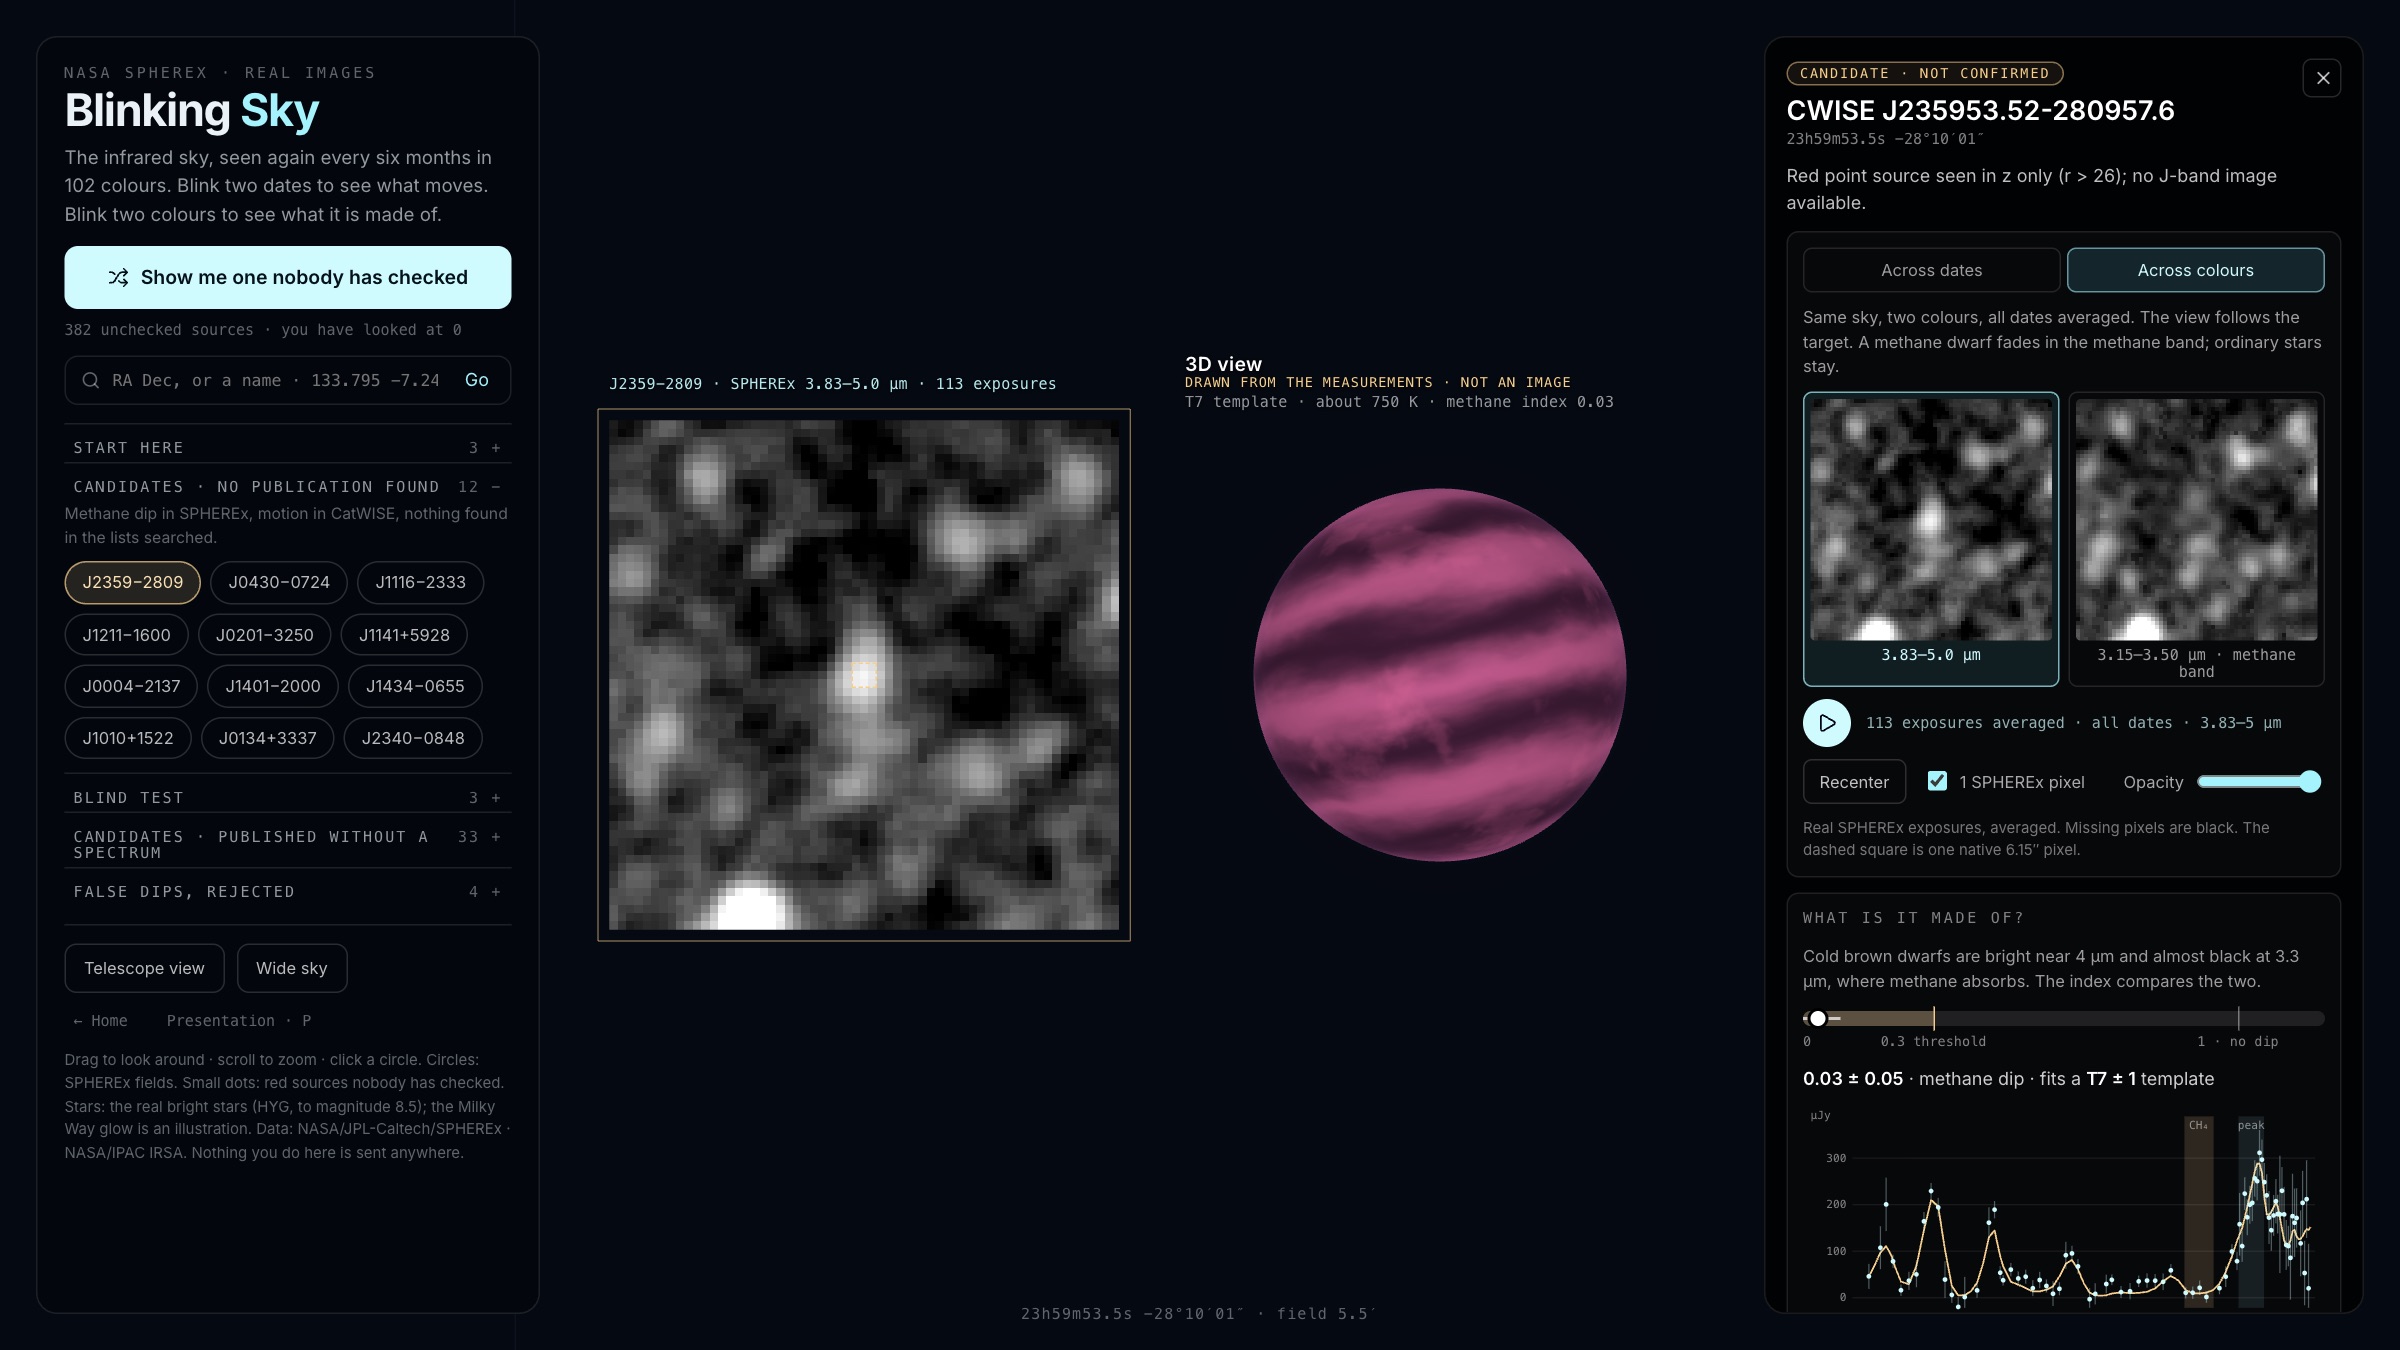 NASA SPHEREX · REAL IMAGES
Blinking Sky
The infrared sky, seen again every six months in
102 colours. Blink two dates to see what moves.
Blink two colours to see what it is made of.
Show me one nobody has checked
382 unchecked sources · you have looked at 0
RA Dec, or a name · 133.795 −7.24
Go
START HERE 3 +
CANDIDATES · NO PUBLICATION FOUND 12 −
Methane dip in SPHEREx, motion in CatWISE, nothing found
in the lists searched.
J2359−2809 J0430−0724 J1116−2333
J1211−1600 J0201−3250 J1141+5928
J0004−2137 J1401−2000 J1434−0655
J1010+1522 J0134+3337 J2340−0848
BLIND TEST 3 +
CANDIDATES · PUBLISHED WITHOUT A
SPECTRUM 33 +
FALSE DIPS, REJECTED 4 +
Telescope view Wide sky
← Home Presentation · P
Drag to look around · scroll to zoom · click a circle. Circles:
SPHEREx fields. Small dots: red sources nobody has checked.
Stars: the real bright stars (HYG, to magnitude 8.5); the Milky
Way glow is an illustration. Data: NASA/JPL-Caltech/SPHEREx ·
NASA/IPAC IRSA. Nothing you do here is sent anywhere.
J2359−2809 · SPHEREx 3.83–5.0 µm · 113 exposures
3D view
DRAWN FROM THE MEASUREMENTS · NOT AN IMAGE
T7 template · about 750 K · methane index 0.03
23h59m53.5s −28°10′01″ · field 5.5′
CANDIDATE · NOT CONFIRMED
CWISE J235953.52-280957.6
23h59m53.5s −28°10′01″
Red point source seen in z only (r > 26); no J-band image
available.
Across dates Across colours
Same sky, two colours, all dates averaged. The view follows the
target. A methane dwarf fades in the methane band; ordinary stars
stay.
3.83–5.0 µm
3.15–3.50 µm · methane
band
113 exposures averaged · all dates · 3.83–5 µm
Recenter 1 SPHEREx pixel Opacity
Real SPHEREx exposures, averaged. Missing pixels are black. The
dashed square is one native 6.15″ pixel.
WHAT IS IT MADE OF?
Cold brown dwarfs are bright near 4 µm and almost black at 3.3
µm, where methane absorbs. The index compares the two.
0 0.3 threshold 1 · no dip
0.03 ± 0.05 · methane dip · fits a T7 ± 1 template
µJy
CH₄ peak
300
200
100
0